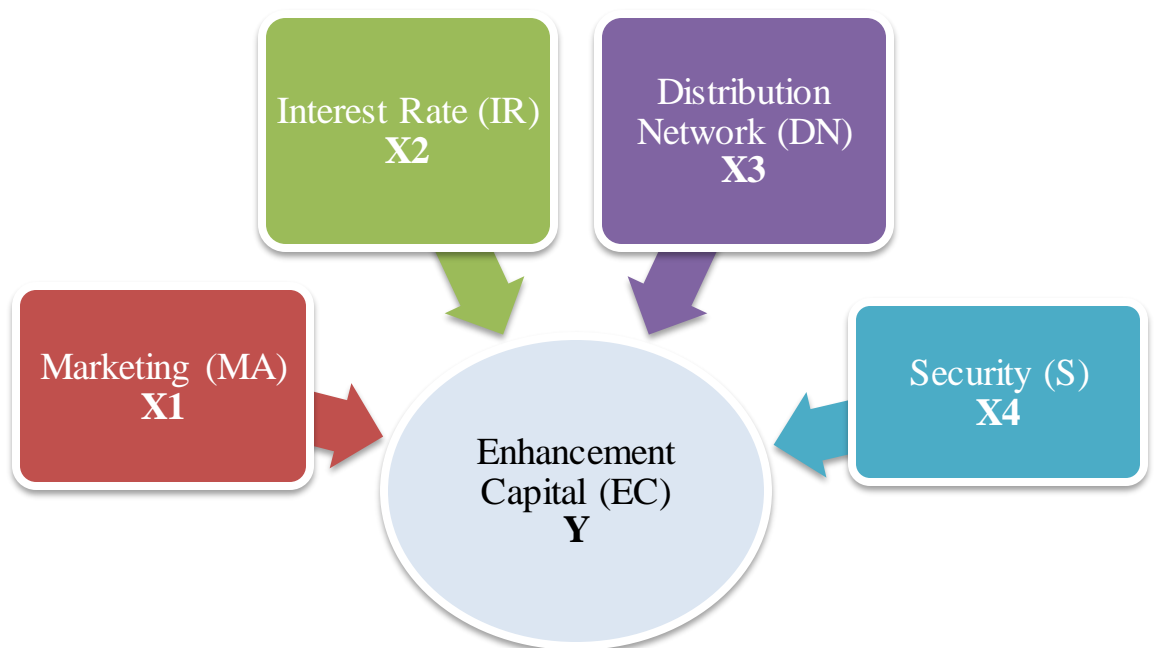 Interest Rate (IR)
X2
Distribution
Network (DN)
X3
Marketing (MA)
X1
Security (S)
X4
Enhancement
Capital (EC)
Y